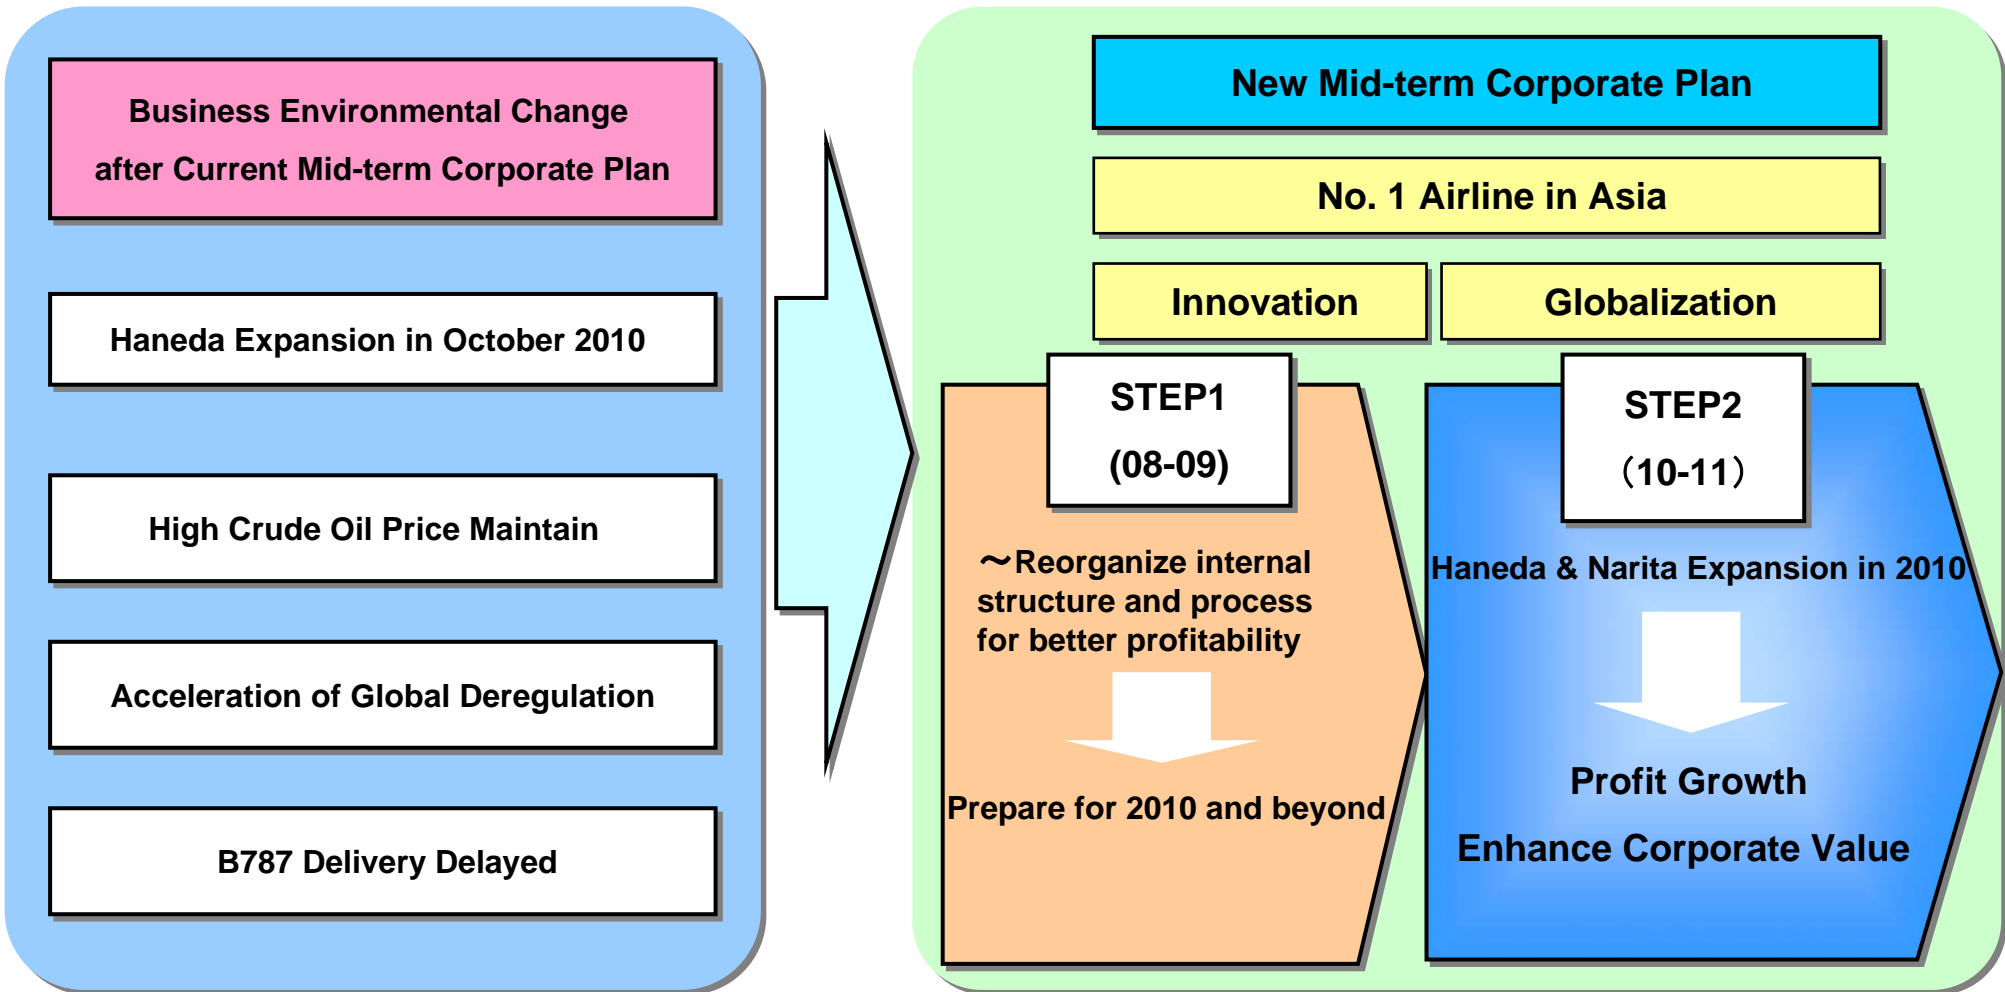 Business Environmental Change
after Current Mid-term Corporate Plan
Haneda Expansion in October 2010
High Crude Oil Price Maintain
Acceleration of Global Deregulation
B787 Delivery Delayed
New Mid-term Corporate Plan
No. 1 Airline in Asia
Innovation
Globalization
STEP1
(08-09)
～Reorganize internal
structure and process
for better profitability
Prepare for 2010 and beyond
STEP2
（10-11）
Haneda & Narita Expansion in 2010
Profit Growth
Enhance Corporate Value